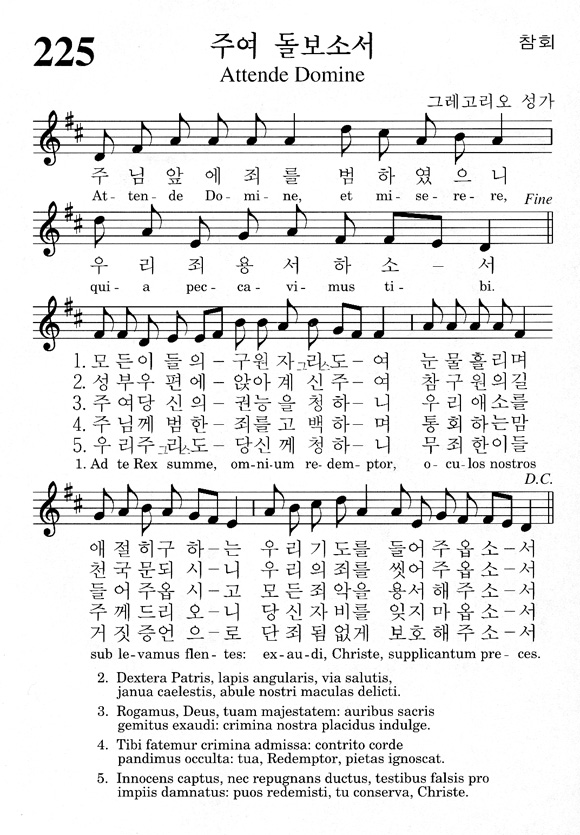 225
주여 돌보소서
참회
Attende Domine
그레고리오 성가
주 님 앞 에 죄 를 범 하 였 으 니
At - ten - de Do - mi - ne, et mi - se - re - re,
Fine
우 리 죄 용 서 하 소 - 서
qui - a pec - ca - vi - mus ti - bi.
1. 모 든 이 들 의 - 구 원 자 그리스도 - 여 눈 물 흘 리 며
2. 성 부 우 편 에 - 앉 아 계 신 주 - 여 참 구 원 의 길
3. 주 여 당 신 의 - 권 능 을 청 하 - 니 우 리 애 소 를
4. 주 님 께 범 한 - 죄 를 고 백 하 - 며 통 회 하 는 맘
5. 우 리 주 그리스도 - 당 신 께 청 하 - 니 무 죄 한 이 들
1. Ad te Rex summe, om - ni - um re - dem - ptor, o - cu - los nostros
D.C.
애 절 히 구 하 - 는 우 리 기 도 를 들 어 주 옵 소 - 서
천 국 문 되 시 - 니 우 리 의 죄 를 씻 어 주 옵 소 - 서
들 어 주 옵 시 - 고 모 든 죄 악 을 용 서 해 주 소 - 서
주 께 드 리 오 - 니 당 신 자 비 를 잊 지 마 옵 소 - 서
거 짓 증 언 으 - 로 단 죄 됨 없 게 보 호 해 주 소 - 서
sub le - vamus flen - tes: ex - au - di, Christe, supplicantum pre - ces.
2. Dextera Patris, lapis angularis, via salutis,
janua caelestis, abule nostri maculas delicti.
3. Rogamus, Deus, tuam majestatem: auribus sacris
gemitus exaudi: crimina nostra placidus indulge.
4. Tibi fatemur crimina admissa: contrito corde
pandimus occulta: tua, Redemptor, pietas ignoscat.
5. Innocens captus, nec repugnans ductus, testibus falsis pro
impiis damnatus: puos redemisti, tu conserva, Christe.